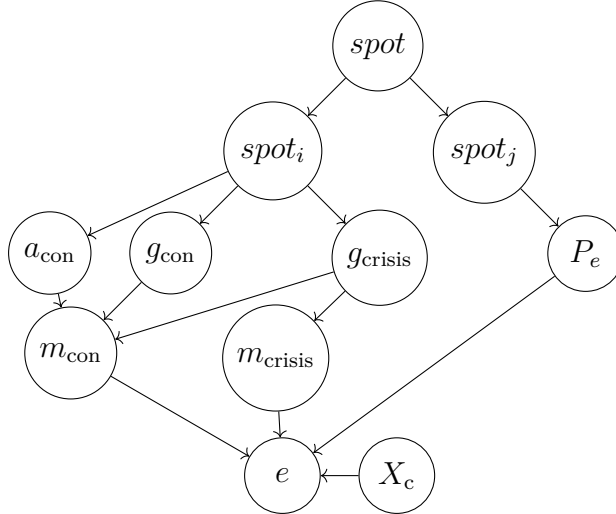 spot
spot_i
spot_j
a_con
g_con
g_crisis
P_e
m_con
m_crisis
e
X_c